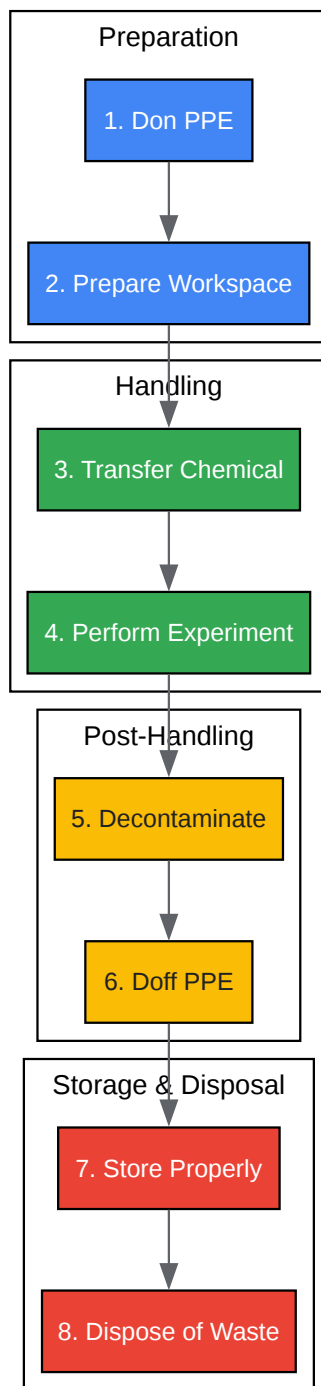 Preparation
1. Don PPE
2. Prepare Workspace
Handling
3. Transfer Chemical
4. Perform Experiment
Post-Handling
5. Decontaminate
6. Doff PPE
Storage & Disposal
7. Store Properly
8. Dispose of Waste